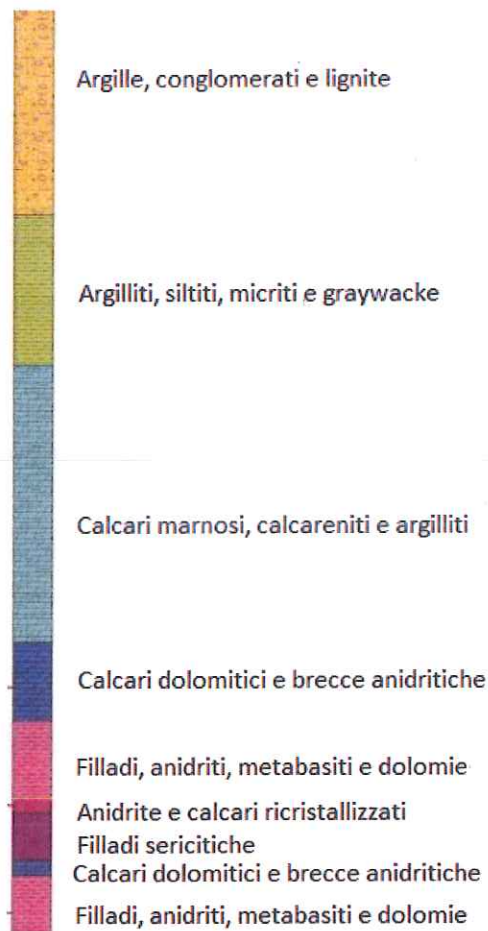 Argille, conglomerati e lignite
Argilliti, siltiti, micriti e graywacke
Calcari marnosi, calcareniti e argilliti
Calcari dolomitici e brecce anidritiche
Filladi, anidriti, metabasiti e dolomie
Anidrite e calcari ricristallizzati
Filladi sericitiche
Calcari dolomitici e brecce anidritiche
Filladi, anidriti, metabasiti e dolomie